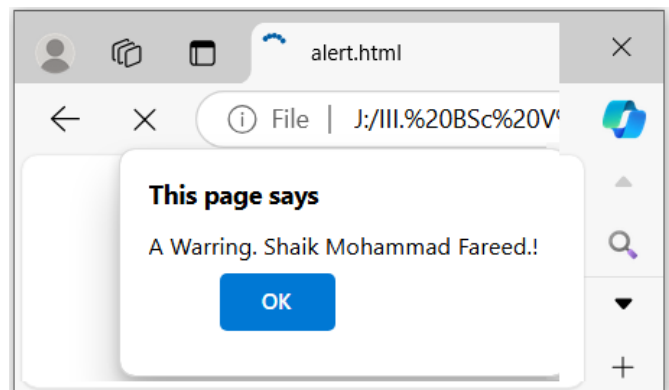 alert.html
File | J:/III.%20BSc%20V%
This page says
A Warring. Shaik Mohammad Fareed.!
OK